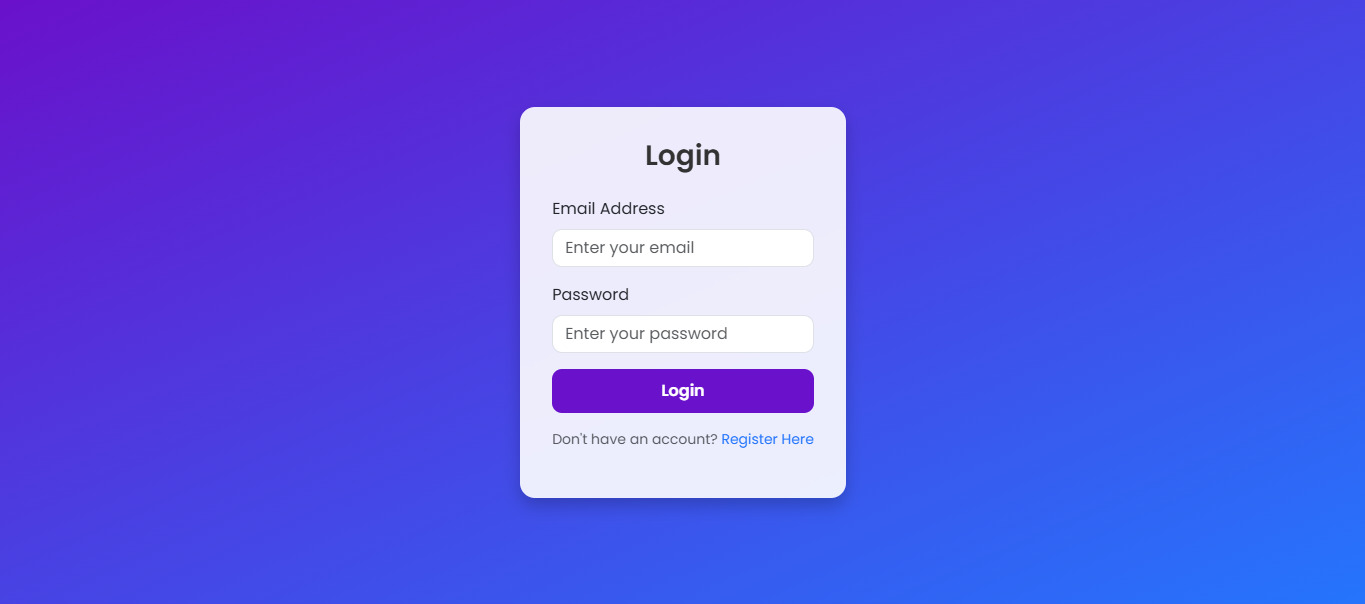 Login
Email Address
Enter your email
Password
Enter your password
Login
Don't have an account? Register Here